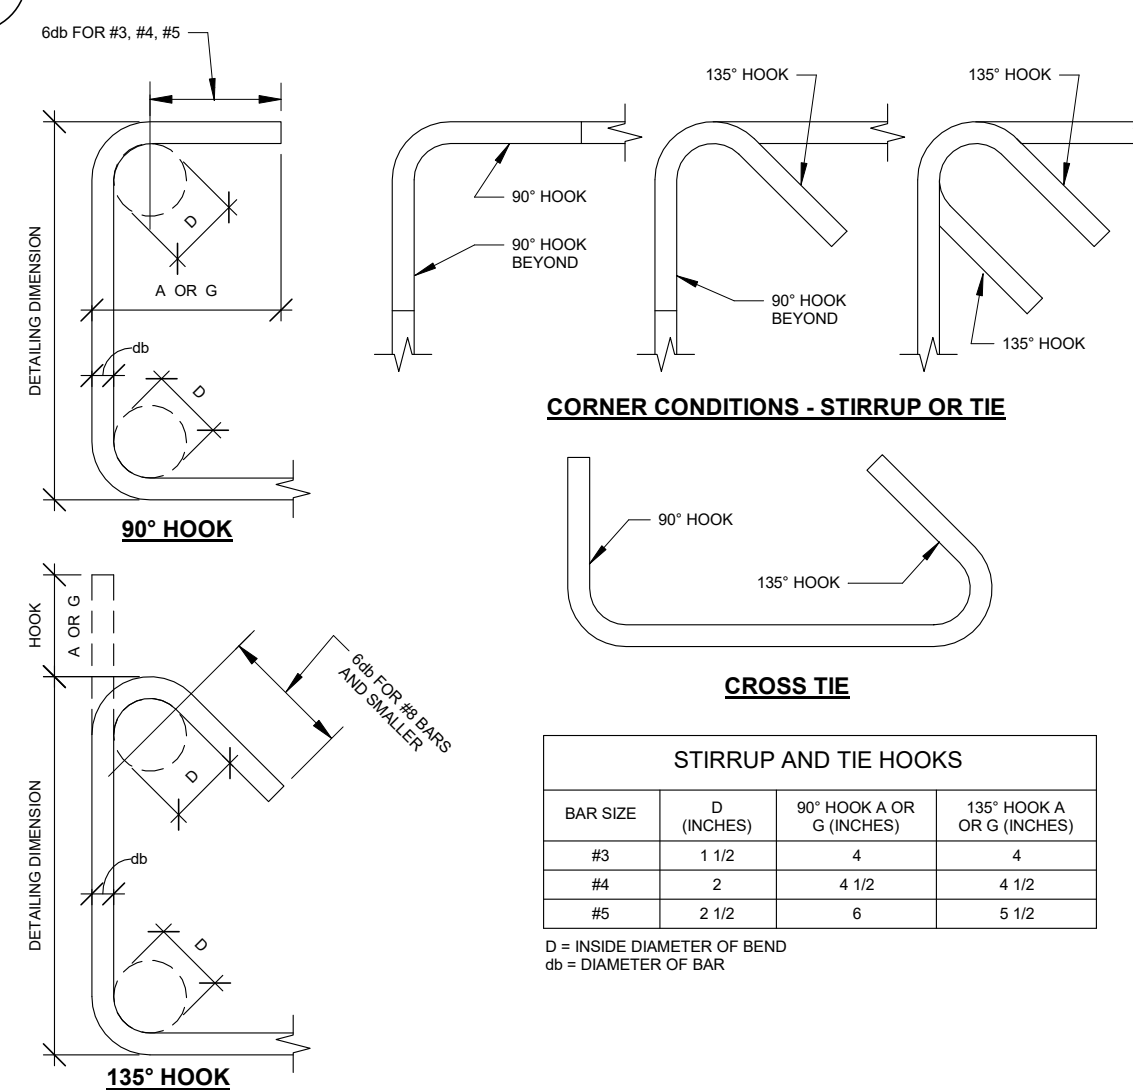 6db FOR #3, #4, #5
DETAILING DIMENSION
D
A OR G
db
D
90° HOOK
135° HOOK
135° HOOK
90° HOOK
90° HOOK
BEYOND
90° HOOK
BEYOND
135° HOOK
CORNER CONDITIONS - STIRRUP OR TIE
90° HOOK
135° HOOK
CROSS TIE
HOOK
A OR G
6db FOR #8 BARS
AND SMALLER
D
DETAILING DIMENSION
db
D
135° HOOK
STIRRUP AND TIE HOOKS
BAR SIZE
D
(INCHES)
90° HOOK A OR
G (INCHES)
135° HOOK A
OR G (INCHES)
#3 1 1/2 4 4
#4 2 4 1/2 4 1/2
#5 2 1/2 6 5 1/2
D = INSIDE DIAMETER OF BEND
db = DIAMETER OF BAR